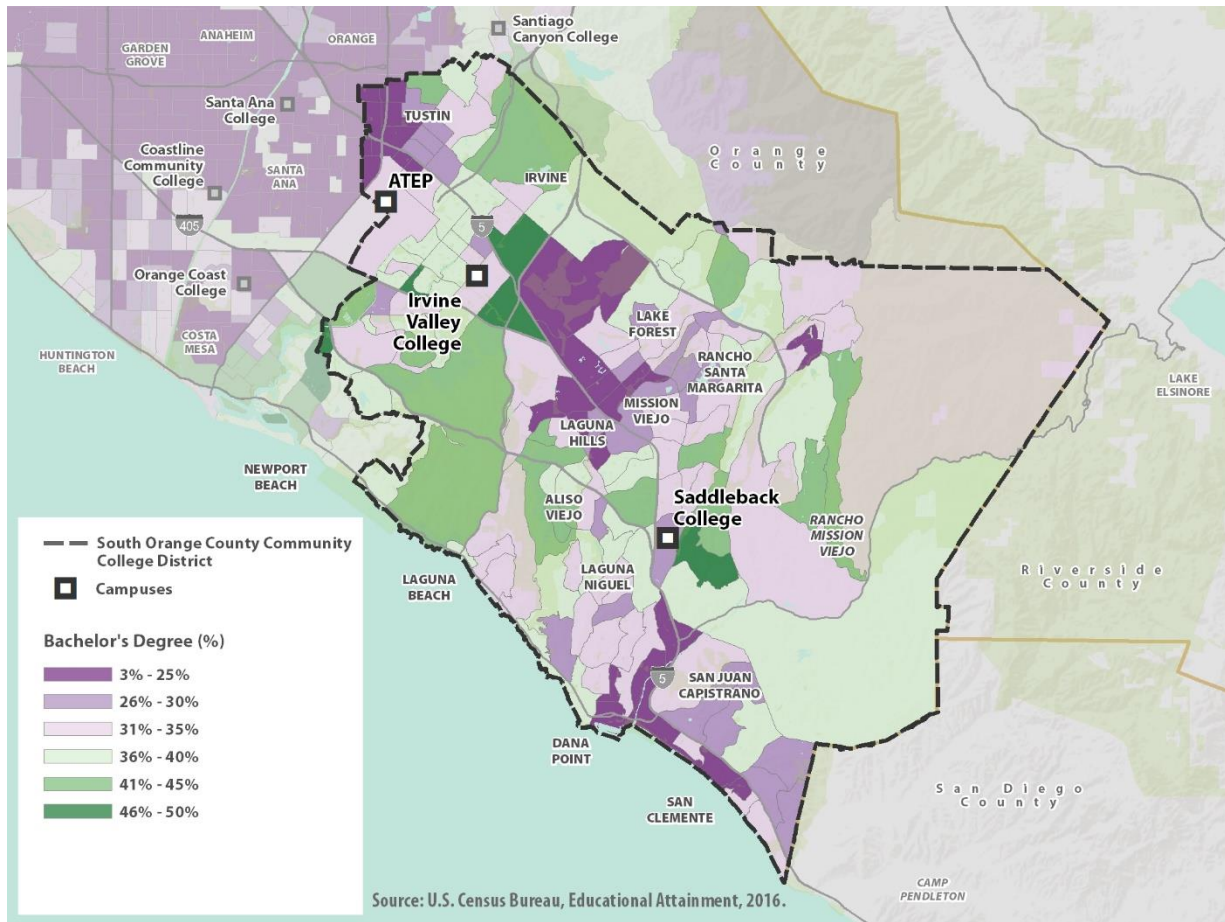 Santiago
Canyon College
ANAHEIM
ORANGE
GARDEN
GROVE
Santa Ana
College
TUSTIN
Coastline
Community
College
SANTA
ANA
ATEP
Orange
County
IRVINE
405
5
Orange Coast
College
Irvine
Valley
College
COSTA
MESA
HUNTINGTON
BEACH
LAKE
FOREST
RANCHO
SANTA
MARGARITA
LAKE
ELSINORE
MISSION
VIEJO
LAGUNA
HILLS
NEWPORT
BEACH
ALISO
VIEJO
Saddleback
College
RANCHO
MISSION
VIEJO
LAGUNA
NIGUEL
LAGUNA
BEACH
Riverside
County
5
SAN JUAN
CAPISTRANO
DANA
POINT
SAN
CLEMENTE
San Diego
County
CAMP
PENDLETON
South Orange County Community
College District
Campuses
Bachelor's Degree (%)
3% - 25%
26% - 30%
31% - 35%
36% - 40%
41% - 45%
46% - 50%
Source: U.S. Census Bureau, Educational Attainment, 2016.